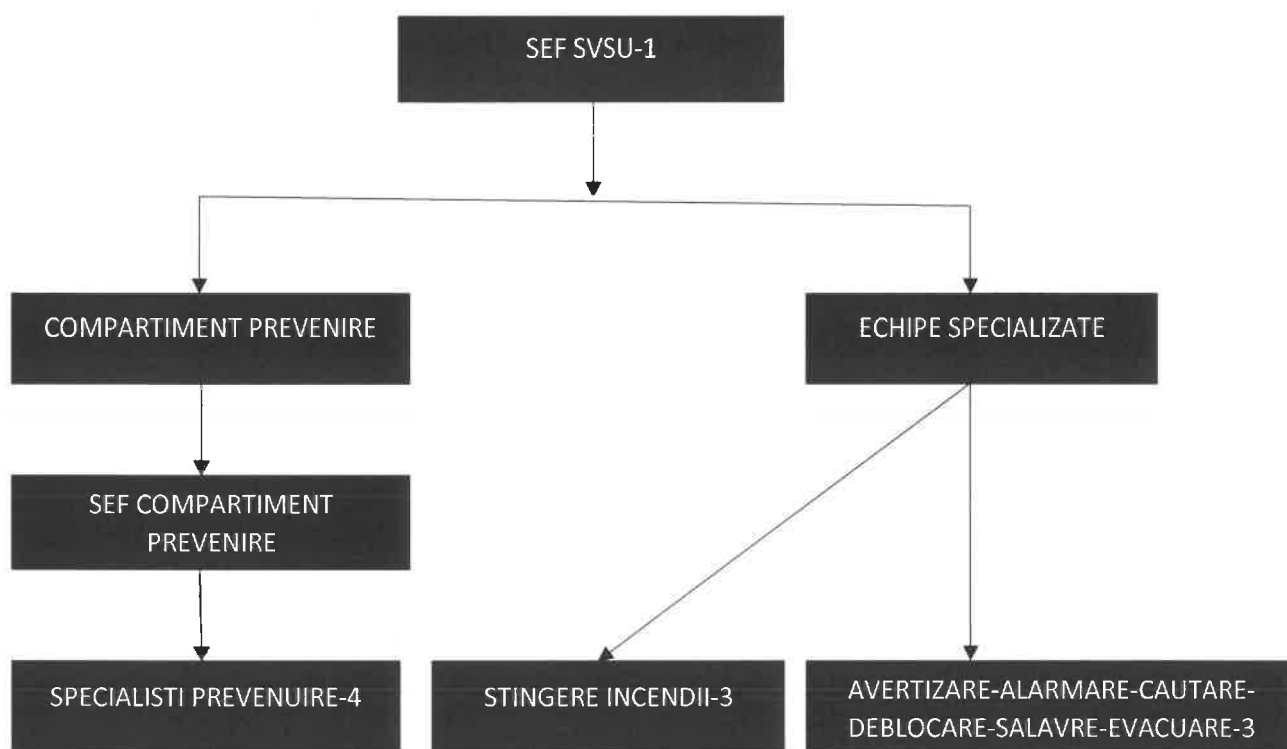 SEF SVSU-1
COMPARTIMENT PREVENIRE
ECHIPE SPECIALIZATE
SEF COMPARTIMENT
PREVENIRE
SPECIALISTI PREVENUIRE-4
STINGERE INCENDII-3
AVERTIZARE-ALARMARE-CAUTARE-
DEBLOCARE-SALAVRE-EVACUARE-3